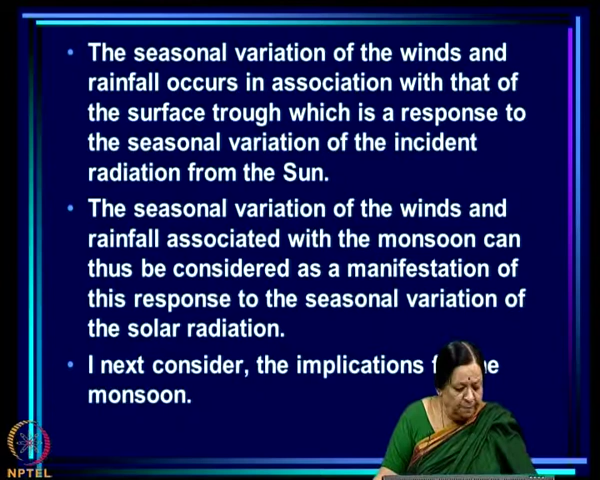 • The seasonal variation of the winds and
rainfall occurs in association with that of
the surface trough which is a response to
the seasonal variation of the incident
radiation from the Sun.
• The seasonal variation of the winds and
rainfall associated with the monsoon can
thus be considered as a manifestation of
this response to the seasonal variation of
the solar radiation.
• I next consider, the implications
monsoon.
NPTEL